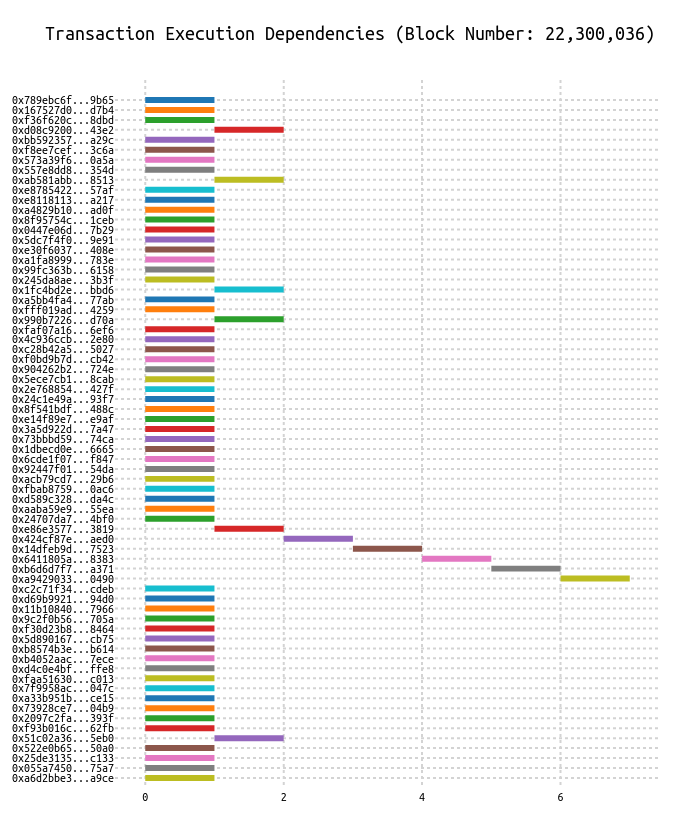 Transaction Execution Dependencies (Block Number: 22,300,036)
0x789ebc6f...9b65
0x167527d0...d7b4
0xf36f620c...8dbd
0xd08c9200...43e2
0xbb592357...a29c
0xf8ee7cef...3c6a
0x573a39f6...0a5a
0x557e8dd8...354d
0xab581abb...8513
0xe8785422...57af
0xe8118113...a217
0xa4829b10...ad0f
0x8f95754c...1ceb
0x0447e06d...7b29
0x5dc7f4f0...9e91
0xe30f6037...408e
0xa1fa8999...783e
0x99fc363b...6158
0x245da8ae...3b3f
0x1fc4bd2e...bbd6
0xa5bb4fa4...77ab
0xfff019ad...4259
0x990b7226...d70a
0xfaf07a16...6ef6
0x4c936ccb...2e80
0xc28b42a5...5027
0xf0bd9b7d...cb42
0x904262b2...724e
0x5ece7cb1...8cab
0x2e768854...427f
0x24c1e49a...93f7
0x8f541bdf...488c
0xe14f89e7...e9af
0x3a5d922d...7a47
0x73bbbd59...74ca
0x1dbecd0e...6665
0x6cde1f07...f847
0x92447f01...54da
0xacb79cd7...29b6
0xfbab8759...0ac6
0xd589c328...da4c
0xaaba59e9...55ea
0x24707da7...4bf0
0xe86e3577...3819
0x424cf87e...aed0
0x14dfeb9d...7523
0x6411805a...8383
0xb6d6d7f7...a371
0xa9429033...0490
0xc2c71f34...cdeb
0xd69b9921...94d0
0x11b10840...7966
0x9c2f0b56...705a
0xf30d23b8...8464
0x5d890167...cb75
0xb8574b3e...b614
0xb4052aac...7ece
0xd4c0e4bf...ffe8
0xfaa51630...c013
0x7f9958ac...047c
0xa33b951b...ce15
0x73928ce7...04b9
0x2097c2fa...393f
0xf93b016c...62fb
0x51c02a36...5eb0
0x522e0b65...50a0
0x25de3135...c133
0x055a7450...75a7
0xa6d2bbe3...a9ce
0 2 4 6